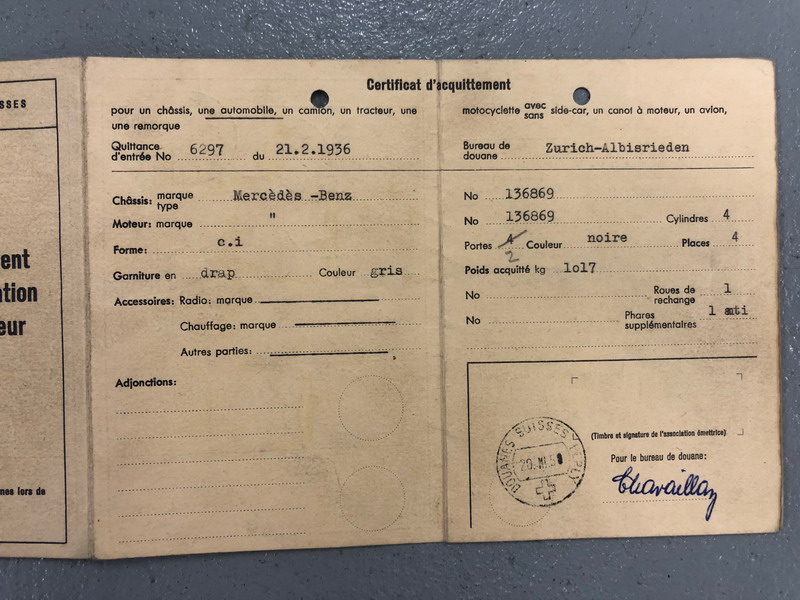 SSES
ent
ation
eur
nes lors de
Certificat d'acquittement
pour un châssis, une automobile, un camion, un tracteur, une
une remorque
motocyclette avec sans side-car, un canot à moteur, un avion,
Quittance d'entrée No 6297 du 21.2.1936
Bureau de douane Zurich-Albisrieden
Châssis: marque type Mercèdès -Benz
No 136869
Moteur: marque "
No 136869 Cylindres 4
Forme: c.i
Portes 4 2 Couleur noire Places 4
Garniture en drap Couleur gris
Poids acquitté kg 1o17
Accessoires: Radio: marque
No
Roues de rechange 1
Chauffage: marque
No
Phares supplémentaires 1 anti
Autres parties:
Adjonctions:
(Timbre et signature de l'association émettrice)
Pour le bureau de douane:
DOUANES SUISSES